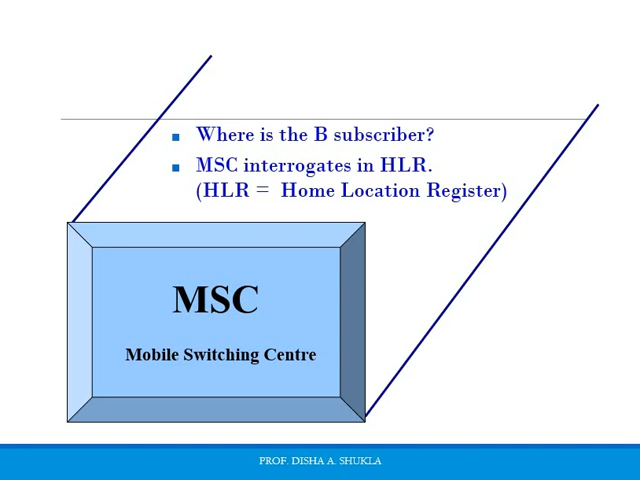 Where is the B subscriber?
MSC interrogates in HLR.
(HLR = Home Location Register)
MSC
Mobile Switching Centre
PROF. DISHA A. SHUKLA